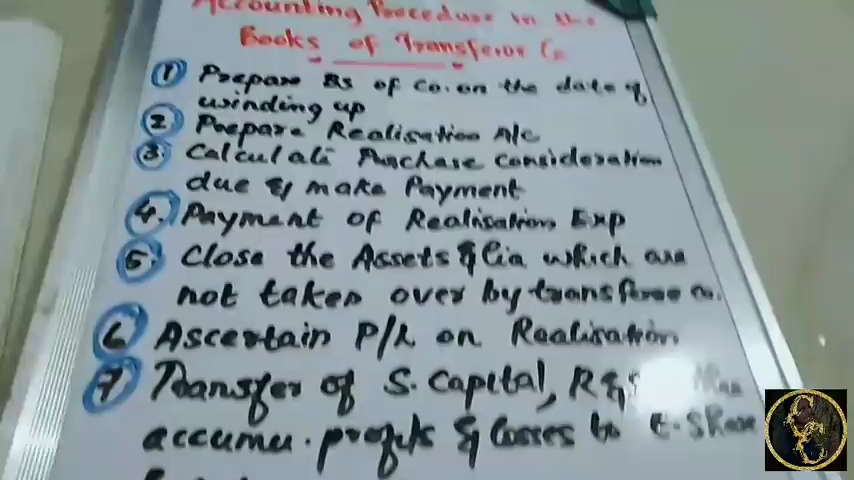 Accounting Procedure in the
Books of Transferor Co
1 Prepare Bs of Co. on the date of
winding up
2. Prepare Realisation A/c
3. Calculate Purchase consideration
due & make Payment
4. Payment of Realisation Exp
5. Close the Assets & Lia which are
not taken over by transferee co.
6 Ascertain P/L on Realisation
7 Transfer of S. Capital, R &
accumu. profits & losses to E. Share